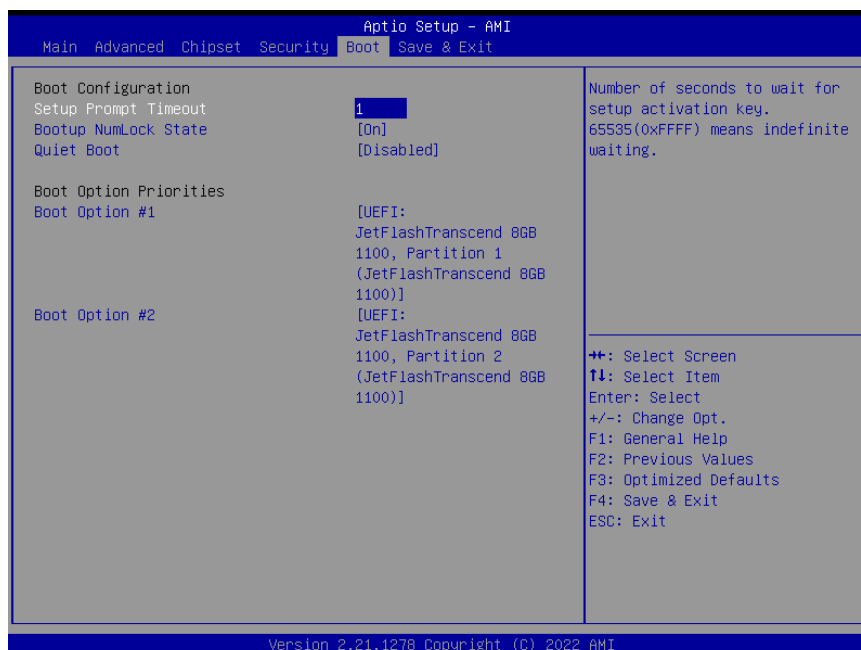 Aptio Setup – AMI
Main Advanced Chipset Security Boot Save & Exit
Boot Configuration
Setup Prompt Timeout 1
Bootup NumLock State [On]
Quiet Boot [Disabled]
Boot Option Priorities
Boot Option #1 [UEFI:
JetFlashTranscend 8GB
1100, Partition 1
(JetFlashTranscend 8GB
1100)]
Boot Option #2 [UEFI:
JetFlashTranscend 8GB
1100, Partition 2
(JetFlashTranscend 8GB
1100)]
Number of seconds to wait for
setup activation key.
65535(0xFFFF) means indefinite
waiting.
→←: Select Screen
↑↓: Select Item
Enter: Select
+/-: Change Opt.
F1: General Help
F2: Previous Values
F3: Optimized Defaults
F4: Save & Exit
ESC: Exit
Version 2.21.1278 Copyright (C) 2022 AMI